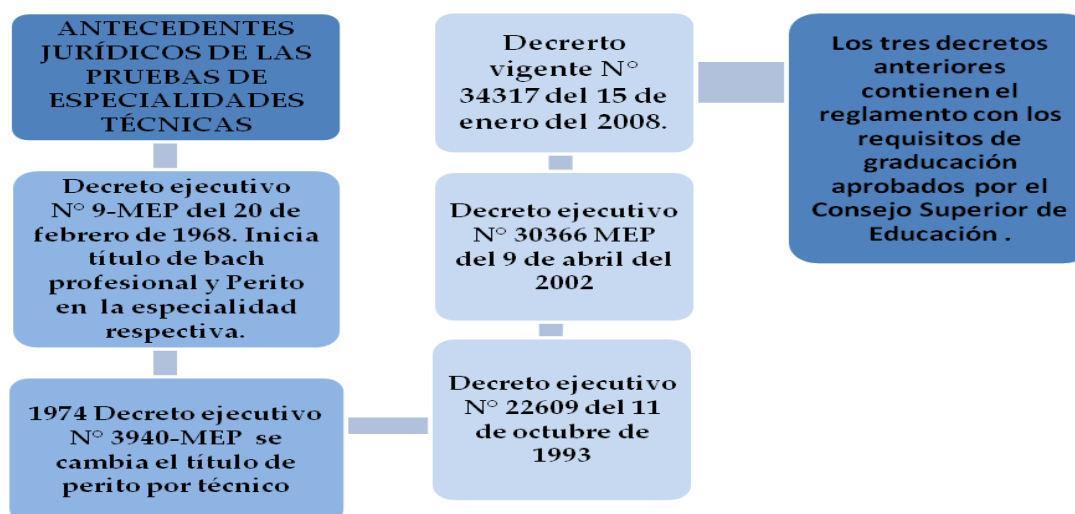 ANTECEDENTES
JURÍDICOS DE LAS
PRUEBAS DE
ESPECIALIDADES
TÉCNICAS
Decreto ejecutivo
N° 9-MEP del 20 de
febrero de 1968. Inicia
título de bach
profesional y Perito
en la especialidad
respectiva.
1974 Decreto ejecutivo
N° 3940-MEP se
cambia el título de
perito por técnico
Decreto ejecutivo
N° 22609 del 11
de octubre de
1993
Decreto ejecutivo
N° 30366 MEP
del 9 de abril del
2002
Decrerto
vigente N°
34317 del 15 de
enero del 2008.
Los tres decretos
anteriores
contienen el
reglamento con los
requisitos de
graducación
aprobados por el
Consejo Superior de
Educación .